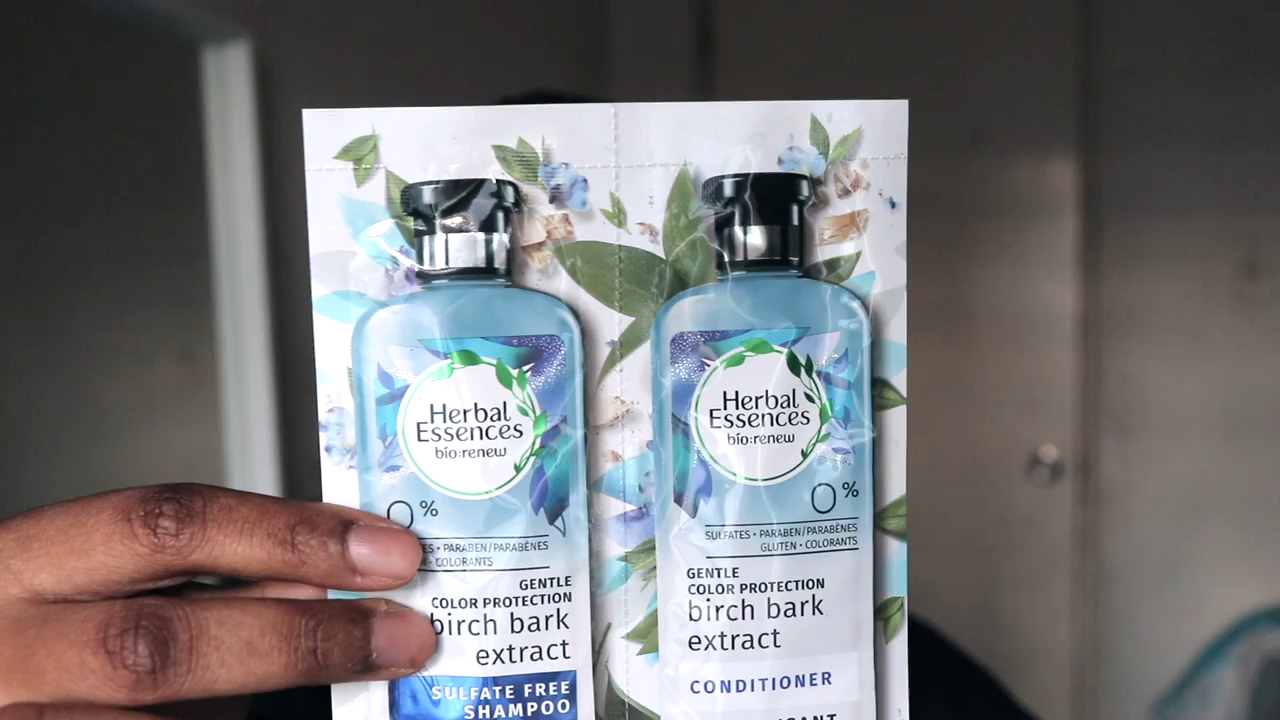 Herbal
Essences
bio:renew
0%
• PARABEN/PARABÈNES
• COLORANTS
GENTLE
COLOR PROTECTION
birch bark
extract
SULFATE FREE
SHAMPOO
Herbal
Essences
bio:renew
0%
SULFATES • PARABEN/PARABÈNES
GLUTEN • COLORANTS
GENTLE
COLOR PROTECTION
birch bark
extract
CONDITIONER